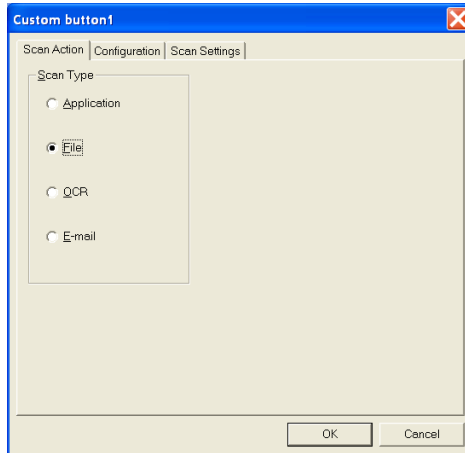 Custom button1
Scan Action Configuration Scan Settings
Scan Type
Application
File
OCR
E-mail
OK Cancel